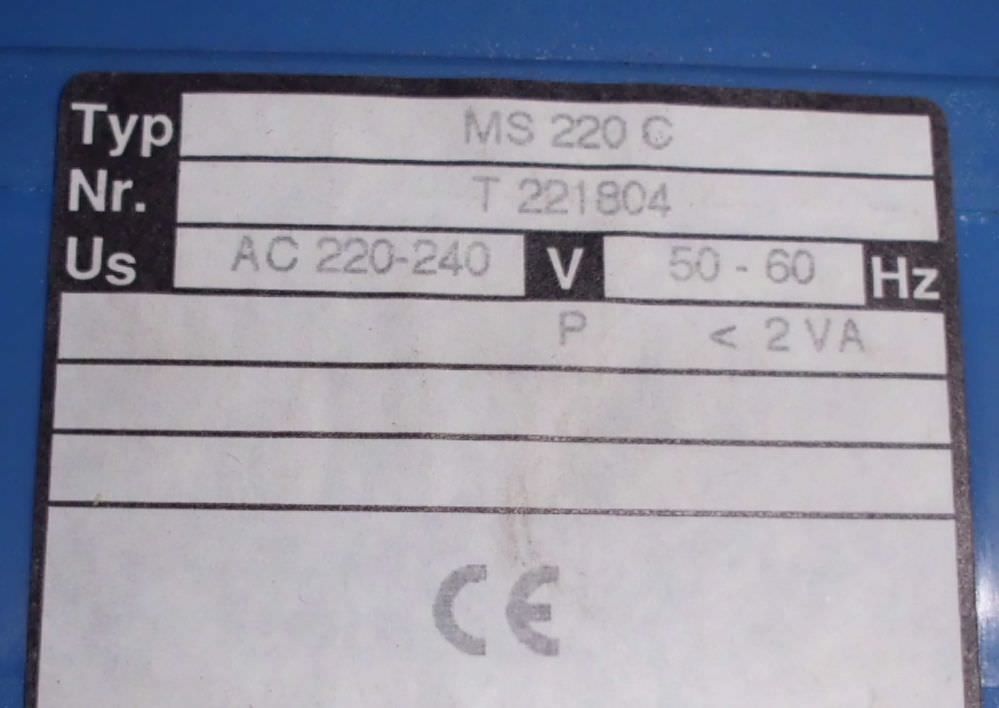 Typ MS 220 C
Nr. T 221804
Us AC 220-240 V 50 - 60 Hz
P < 2 VA
CE